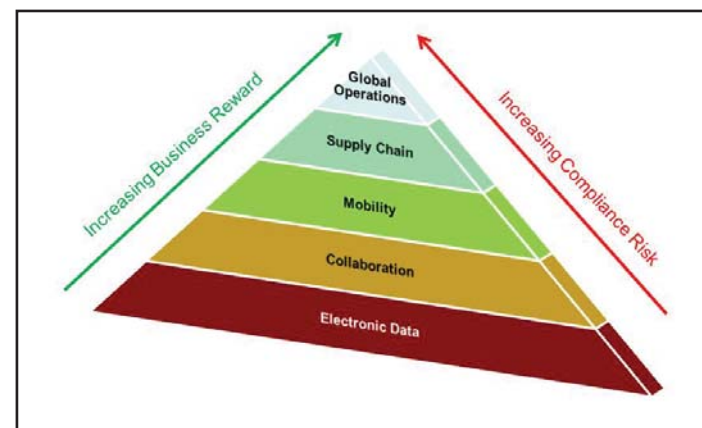 Increasing Business Reward
Increasing Compliance Risk
Global
Operations
Supply Chain
Mobility
Collaboration
Electronic Data